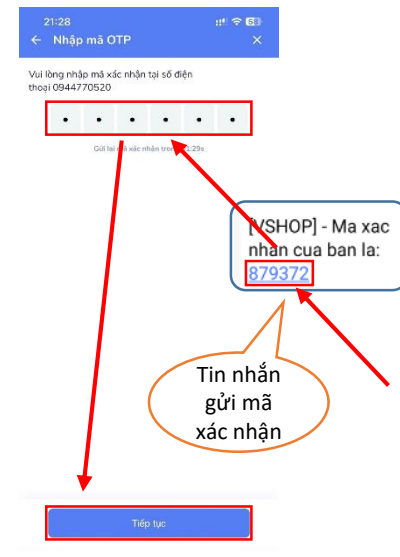 21:28
Nhập mã OTP
Vui lòng nhập mã xác nhận tại số điện
thoại 0944770520
Gửi lại mã xác nhận trong 1:29s
[VSHOP] - Ma xac
nhan cua ban la:
879372
Tin nhắn
gửi mã
xác nhận
Tiếp tục